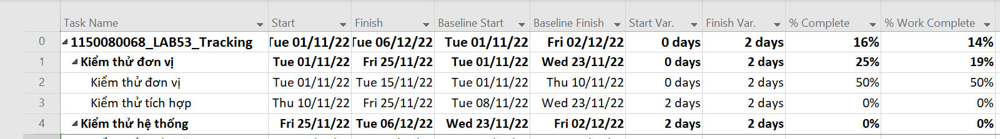 Task Name Start Finish Baseline Start Baseline Finish Start Var. Finish Var. % Complete % Work Complete
0 1150080068_LAB53_Tracking Tue 01/11/22 Tue 06/12/22 Tue 01/11/22 Fri 02/12/22 0 days 2 days 16% 14%
1 Kiểm thử đơn vị Tue 01/11/22 Fri 25/11/22 Tue 01/11/22 Wed 23/11/22 0 days 2 days 25% 19%
2 Kiểm thử đơn vị Tue 01/11/22 Tue 15/11/22 Tue 01/11/22 Thu 10/11/22 0 days 2 days 50% 50%
3 Kiểm thử tích hợp Thu 10/11/22 Fri 25/11/22 Tue 08/11/22 Wed 23/11/22 2 days 2 days 0% 0%
4 Kiểm thử hệ thống Fri 25/11/22 Tue 06/12/22 Wed 23/11/22 Fri 02/12/22 2 days 2 days 0% 0%